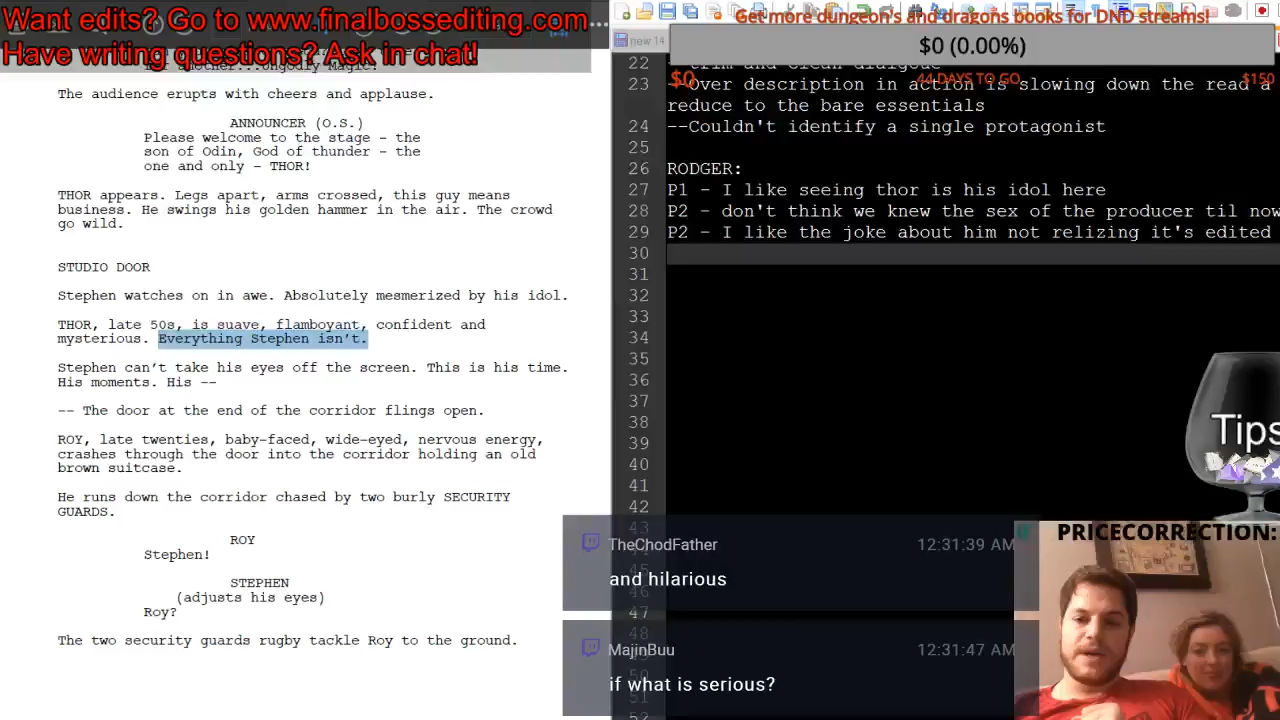 Want edits? Go to www.finalbossediting.com
Have writing questions? Ask in chat!
The audience erupts with cheers and applause.
ANNOUNCER (O.S.)
Please welcome to the stage - the
son of Odin, God of thunder - the
one and only - THOR!
THOR appears. Legs apart, arms crossed, this guy means
business. He swings his golden hammer in the air. The crowd
go wild.
STUDIO DOOR
Stephen watches on in awe. Absolutely mesmerized by his idol.
THOR, late 50s, is suave, flamboyant, confident and
mysterious. Everything Stephen isn't.
Stephen can't take his eyes off the screen. This is his time.
His moments. His --
-- The door at the end of the corridor flings open.
ROY, late twenties, baby-faced, wide-eyed, nervous energy,
crashes through the door into the corridor holding an old
brown suitcase.
He runs down the corridor chased by two burly SECURITY
GUARDS.
ROY
Stephen!
STEPHEN
(adjusts his eyes)
Roy?
The two security guards rugby tackle Roy to the ground.
Get more dungeon's and dragons books for DND streams!
new 14
$0 (0.00%)
$0
44 DAYS TO GO
$150
22
23 Over description in action is slowing down the read a
reduce to the bare essentials
24 --Couldn't identify a single protagonist
25
26 RODGER:
27 P1 - I like seeing thor is his idol here
28 P2 - don't think we knew the sex of the producer til now
29 P2 - I like the joke about him not relizing it's edited
30
31
32
33
34
35
36
37
38
39
40
41
42
43
47
48
Tips
TheChodFather 12:31:39 AM
and hilarious
MajinBuu 12:31:47 AM
if what is serious?
PRICECORRECTION: